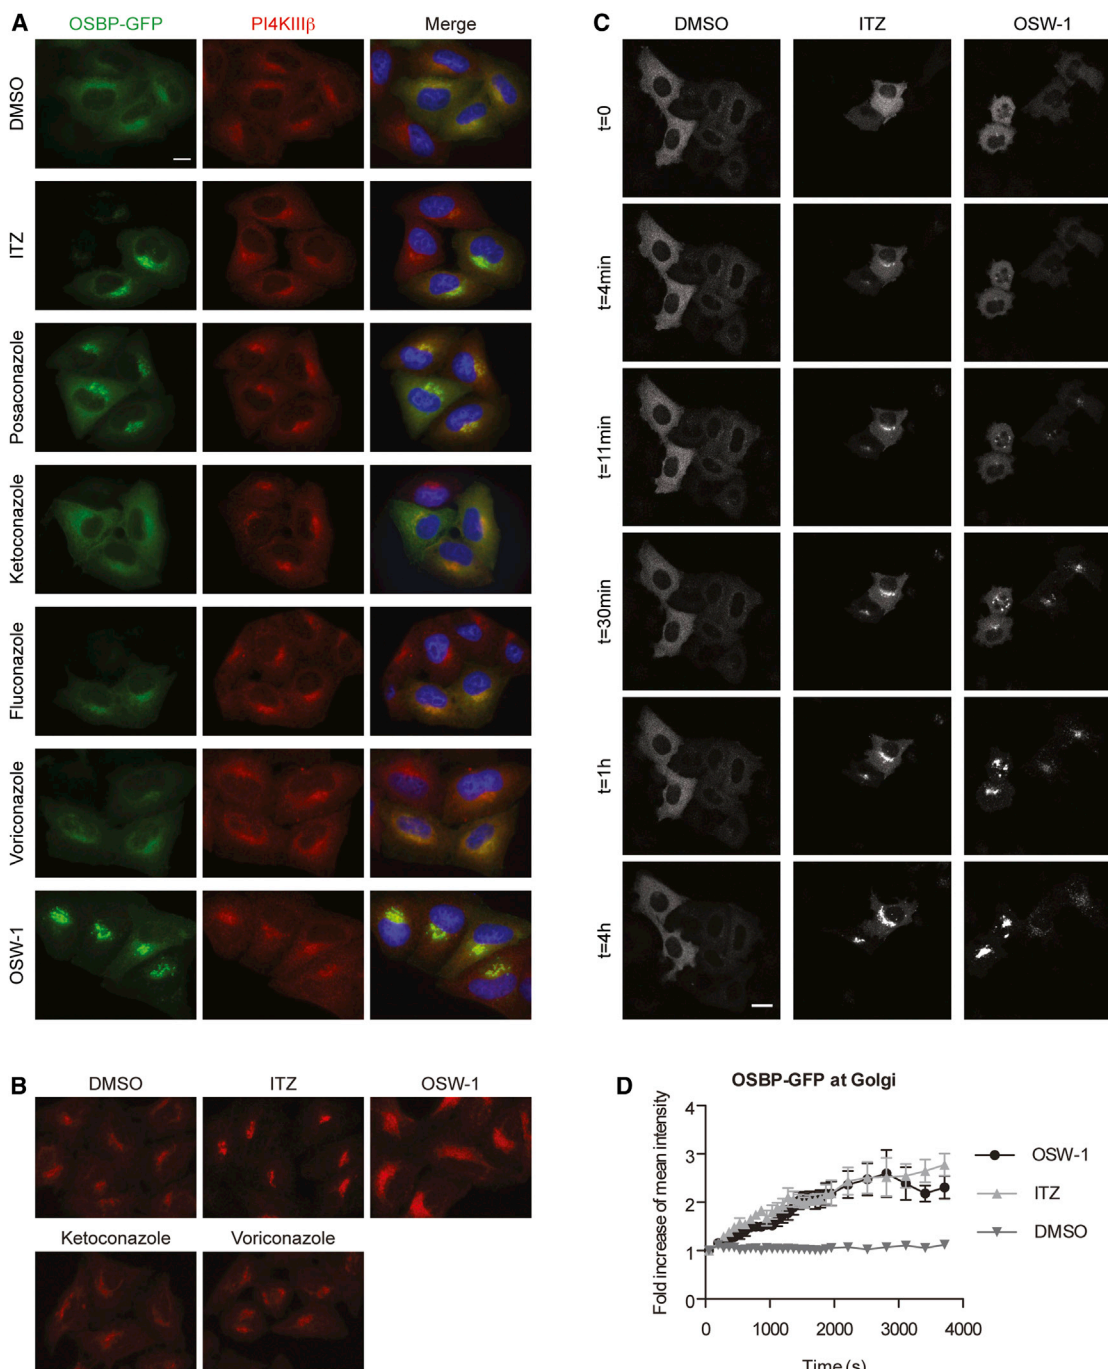 A
OSBP-GFP PI4KIIIβ Merge
DMSO
ITZ
Posaconazole
Ketoconazole
Fluconazole
Voriconazole
OSW-1
B
DMSO ITZ OSW-1
Ketoconazole Voriconazole
C
DMSO ITZ OSW-1
t=0
t=4min
t=11min
t=30min
t=1h
t=4h
D
OSBP-GFP at Golgi
Fold increase of mean intensity
4
3
2
1
0
0 1000 2000 3000 4000
Time (s)
OSW-1
ITZ
DMSO